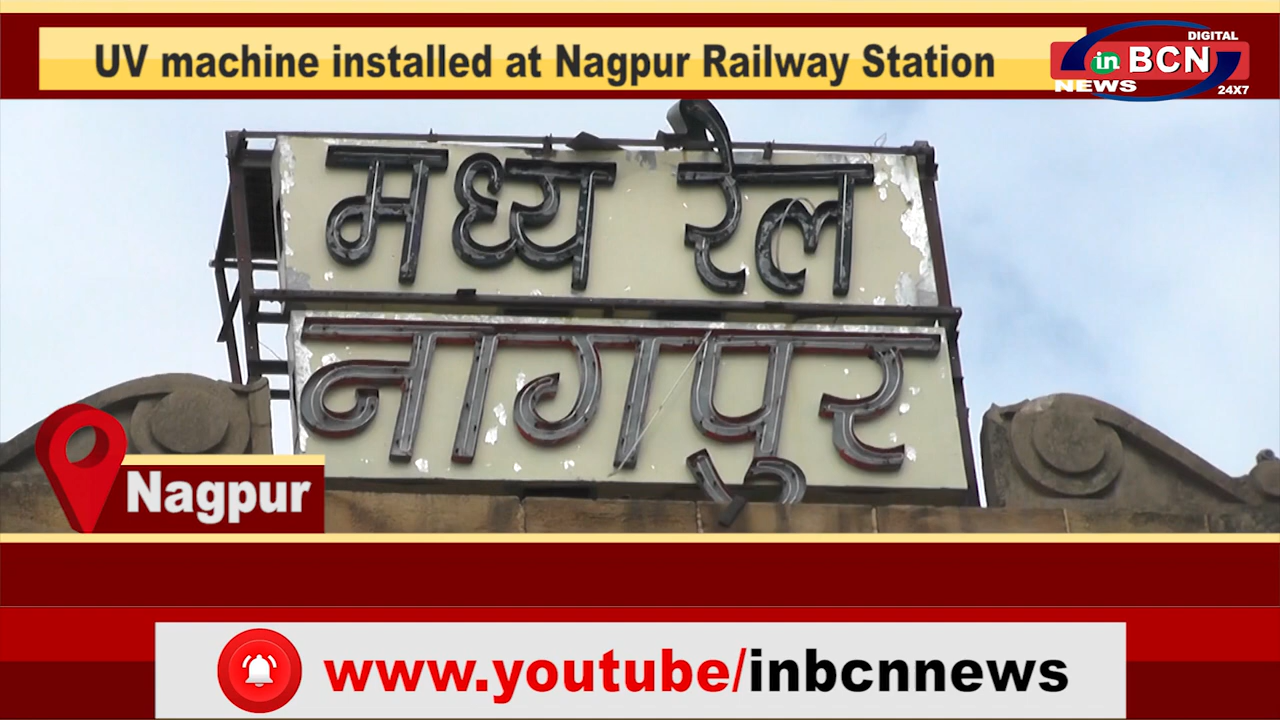 UV machine installed at Nagpur Railway Station
DIGITAL
in BCN
NEWS
24X7
मध्य रेल
नागपुर
Nagpur
www.youtube/inbcnnews